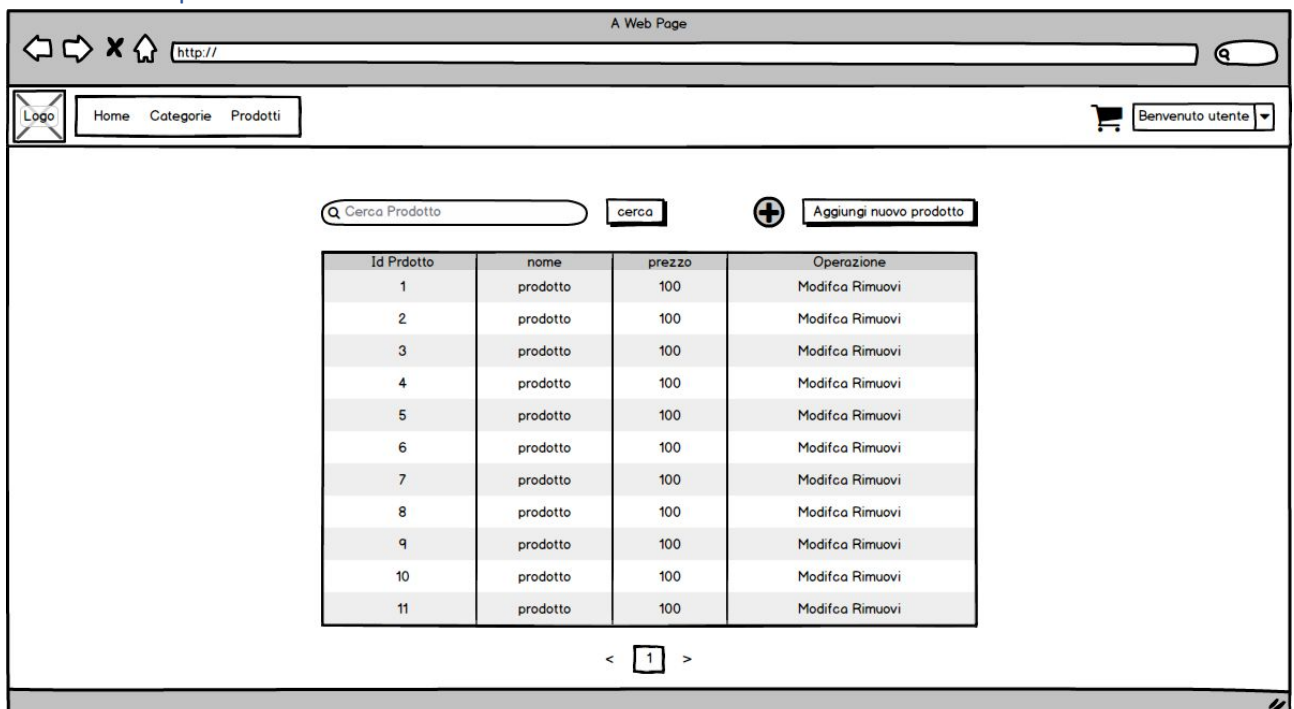 A Web Page
http://
Logo Home Categorie Prodotti Benvenuto utente
Cerca Prodotto cerca Aggiungi nuovo prodotto
Id Prdotto nome prezzo Operazione
1 prodotto 100 Modifca Rimuovi
2 prodotto 100 Modifca Rimuovi
3 prodotto 100 Modifca Rimuovi
4 prodotto 100 Modifca Rimuovi
5 prodotto 100 Modifca Rimuovi
6 prodotto 100 Modifca Rimuovi
7 prodotto 100 Modifca Rimuovi
8 prodotto 100 Modifca Rimuovi
9 prodotto 100 Modifca Rimuovi
10 prodotto 100 Modifca Rimuovi
11 prodotto 100 Modifca Rimuovi
< 1 >